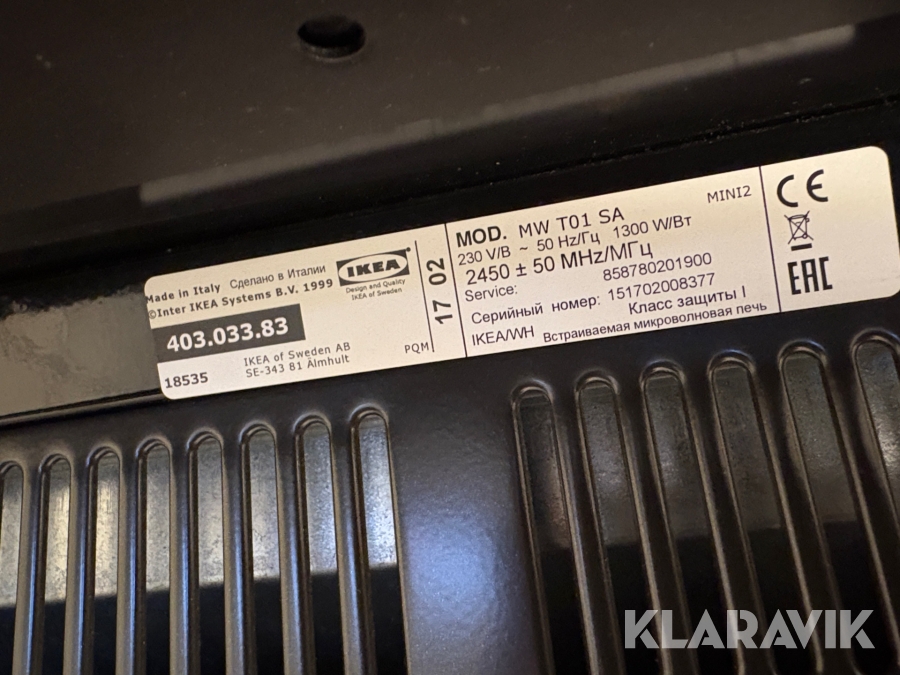 Made in Italy Сделано в Италии
©Inter IKEA Systems B.V. 1999
IKEA®
Design and Quality
IKEA of Sweden
403.033.83
18535
IKEA of Sweden AB
SE-343 81 Älmhult
PQM
17 02
MOD. MW T01 SA
MINI2
230 V/В ~ 50 Hz/Гц 1300 W/Вт
2450 ± 50 MHz/МГц
Service: 858780201900
Серийный номер: 151702008377
Класс защиты I
IKEA/WH Встраиваемая микроволновая печь
CE
EAC
KLARAVIK